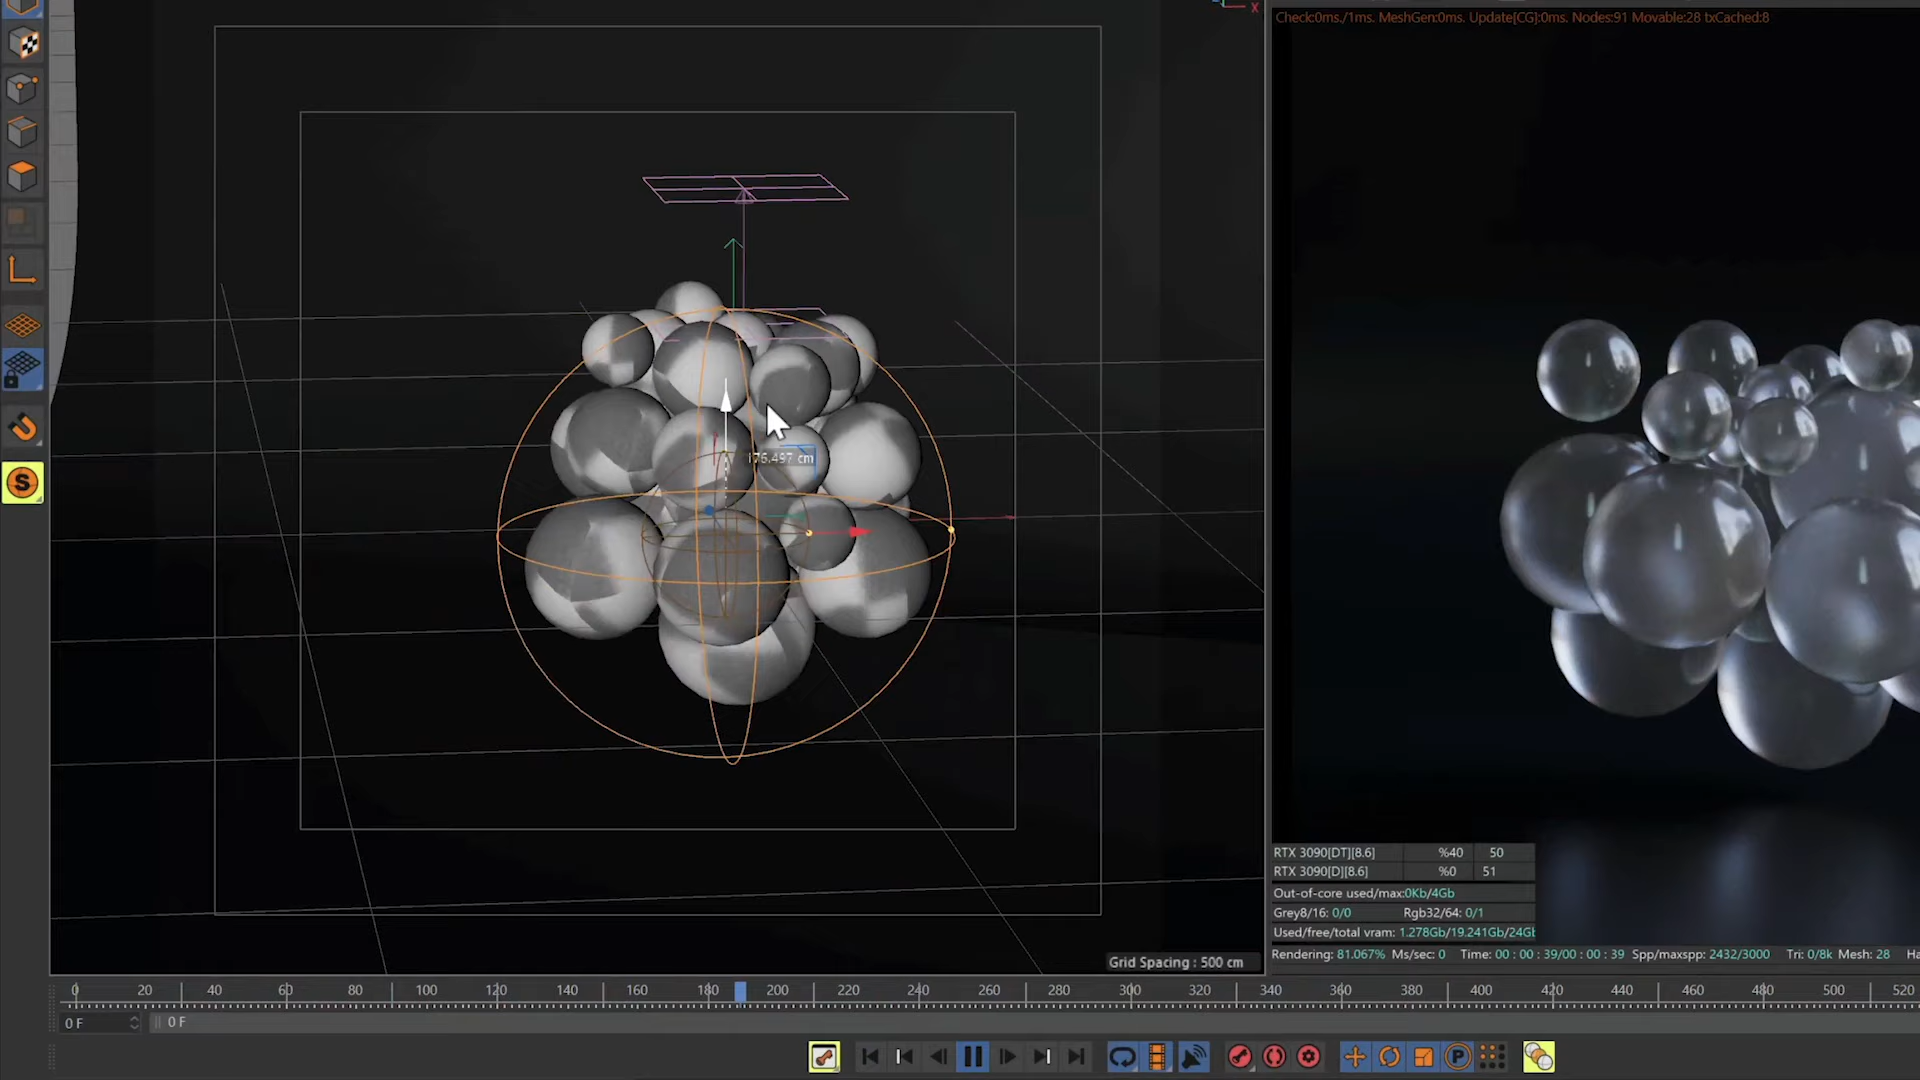 X
Check:0ms./1ms. MeshGen:0ms. Update[CG]:0ms. Nodes:91 Movable:28 txCached:8
176.497 cm
S
RTX 3090[DT][8.6] %40 50
RTX 3090[D][8.6] %0 51
Out-of-core used/max:0Kb/4Gb
Grey8/16: 0/0 Rgb32/64: 0/1
Used/free/total vram: 1.278Gb/19.241Gb/24Gb
Rendering: 81.067% Ms/sec: 0 Time: 00 : 00 : 39/00 : 00 : 39 Spp/maxspp: 2432/3000 Tri: 0/8k Mesh: 28 Ha
Grid Spacing : 500 cm
0 20 40 60 80 100 120 140 160 180 200 220 240 260 280 300 320 340 360 380 400 420 440 460 480 500 520
0 F
0 F
P